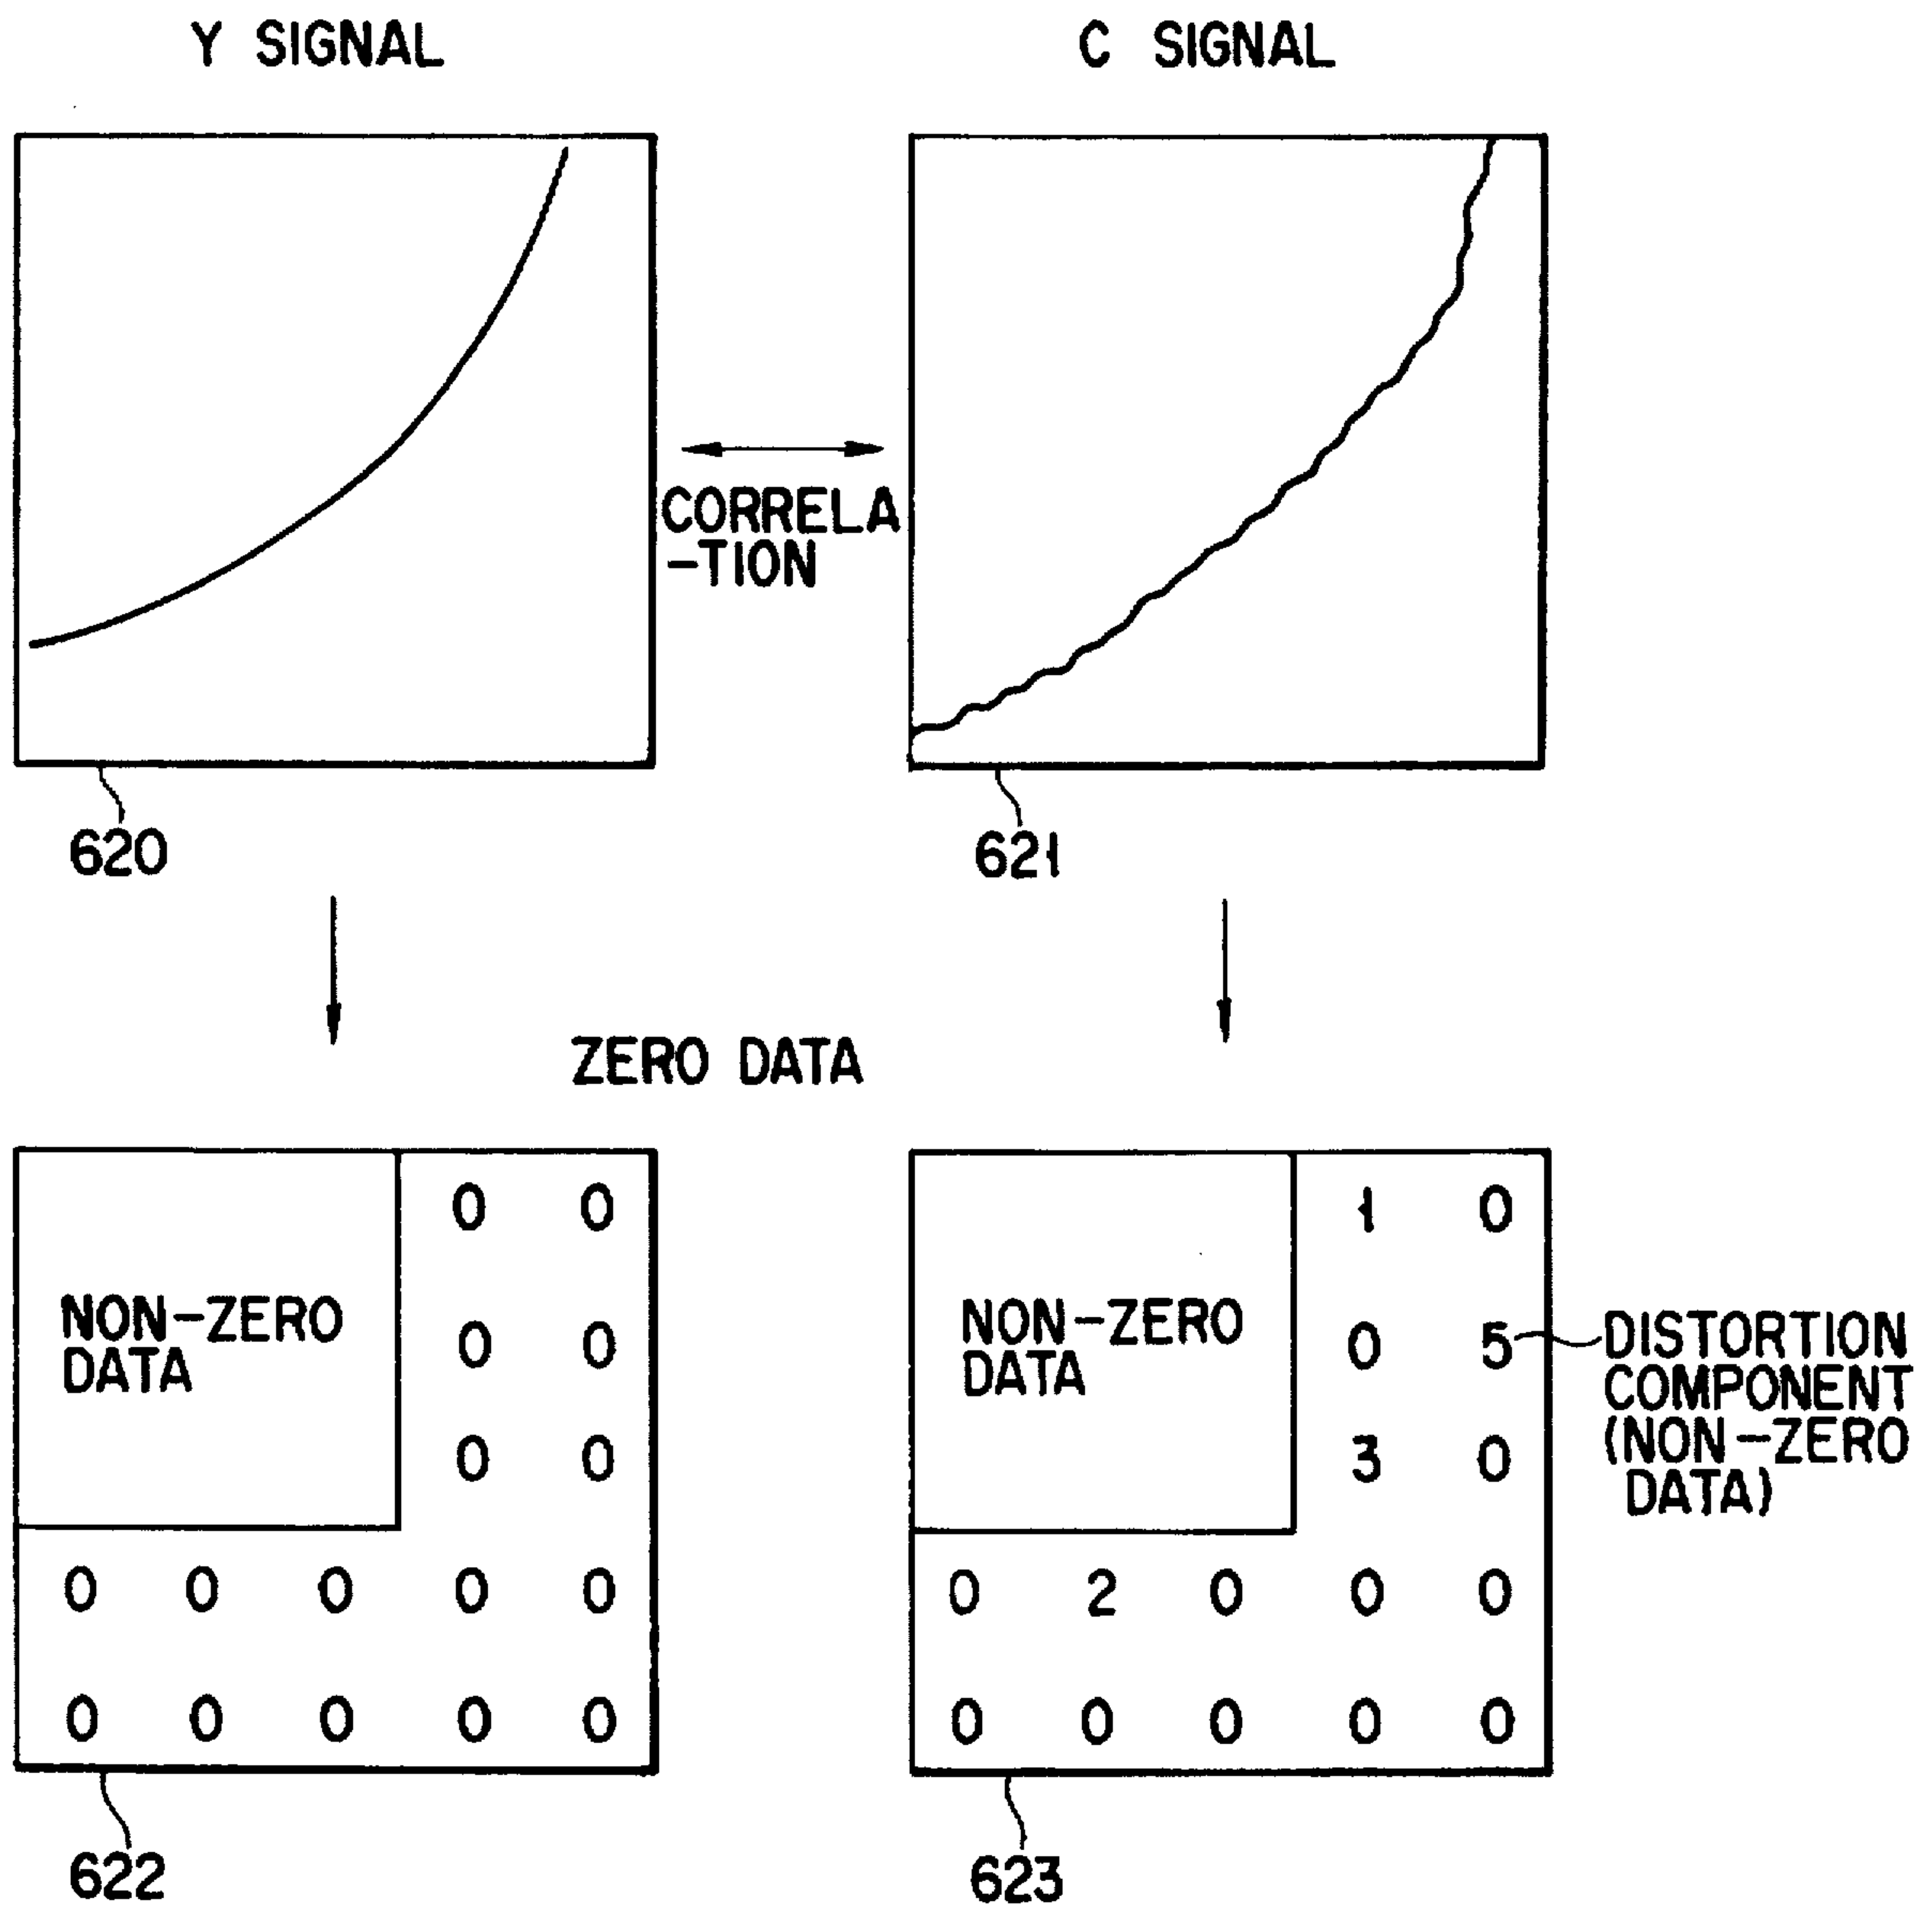 Y SIGNAL
C SIGNAL
CORRELA
-TION
620
621
ZERO DATA
0 0
NON-ZERO
DATA
0 0
0 0
0 0 0 0 0
0 0 0 0 0
622
1 0
NON-ZERO
DATA
0 5
3 0
0 2 0 0 0
0 0 0 0 0
DISTORTION
COMPONENT
(NON-ZERO
DATA)
623